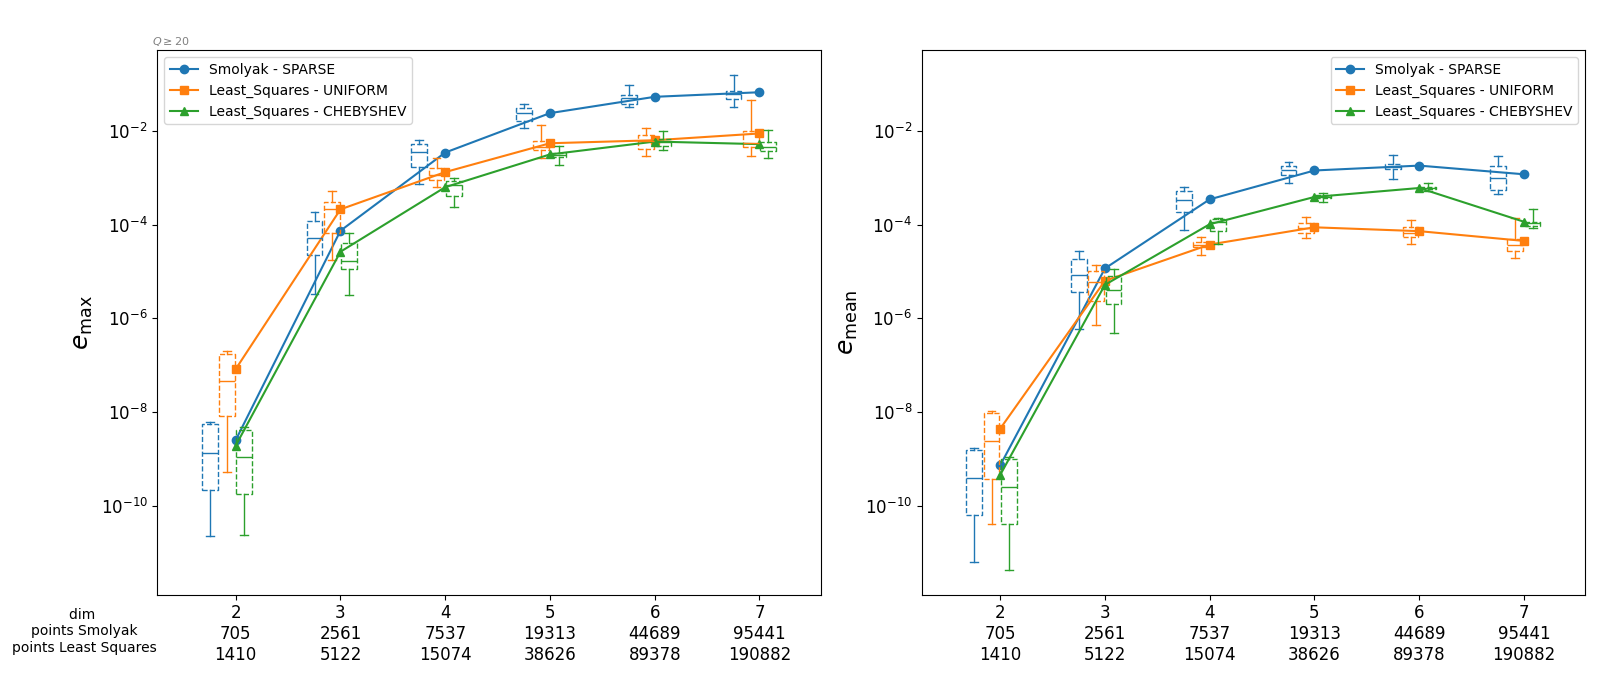 Q ≥ 20
Smolyak - SPARSE
Least_Squares - UNIFORM
Least_Squares - CHEBYSHEV
10⁻²
10⁻⁴
10⁻⁶
10⁻⁸
10⁻¹⁰
e_max
Smolyak - SPARSE
Least_Squares - UNIFORM
Least_Squares - CHEBYSHEV
10⁻²
10⁻⁴
10⁻⁶
10⁻⁸
10⁻¹⁰
e_mean
dim 2 3 4 5 6 7 2 3 4 5 6 7
points Smolyak 705 2561 7537 19313 44689 95441 705 2561 7537 19313 44689 95441
points Least Squares 1410 5122 15074 38626 89378 190882 1410 5122 15074 38626 89378 190882